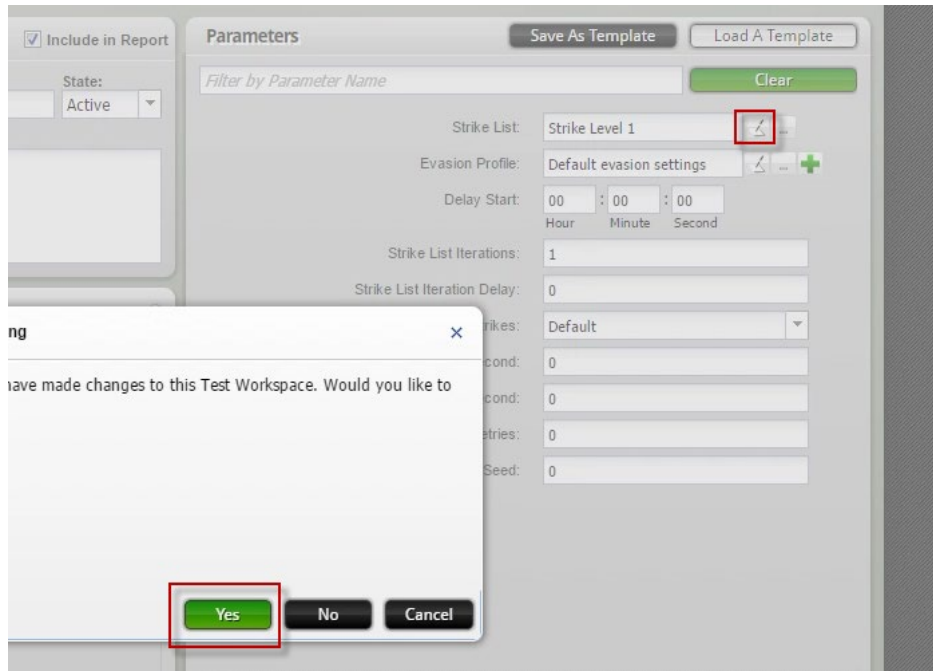 Include in Report
State:
Active
Parameters
Save As Template
Load A Template
Filter by Parameter Name
Clear
Strike List:
Strike Level 1
...
Evasion Profile:
Default evasion settings
...
Delay Start:
00 : 00 : 00
Hour Minute Second
Strike List Iterations:
1
Strike List Iteration Delay:
0
rikes:
Default
cond:
0
cond:
0
etries:
0
Seed:
0
ng
have made changes to this Test Workspace. Would you like to
Yes
No
Cancel